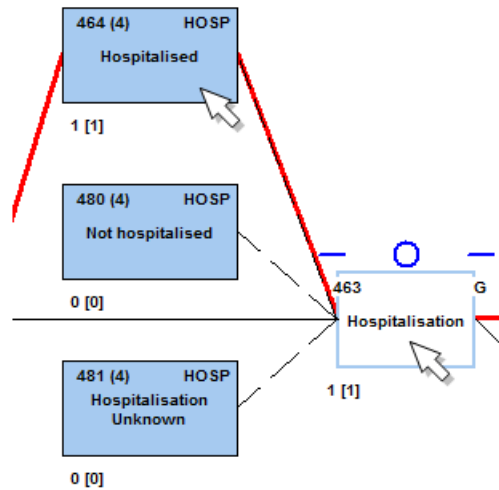 464 (4) HOSP
Hospitalised
1 [1]
480 (4) HOSP
Not hospitalised
0 [0]
463 G
Hospitalisation
1 [1]
481 (4) HOSP
Hospitalisation
Unknown
0 [0]